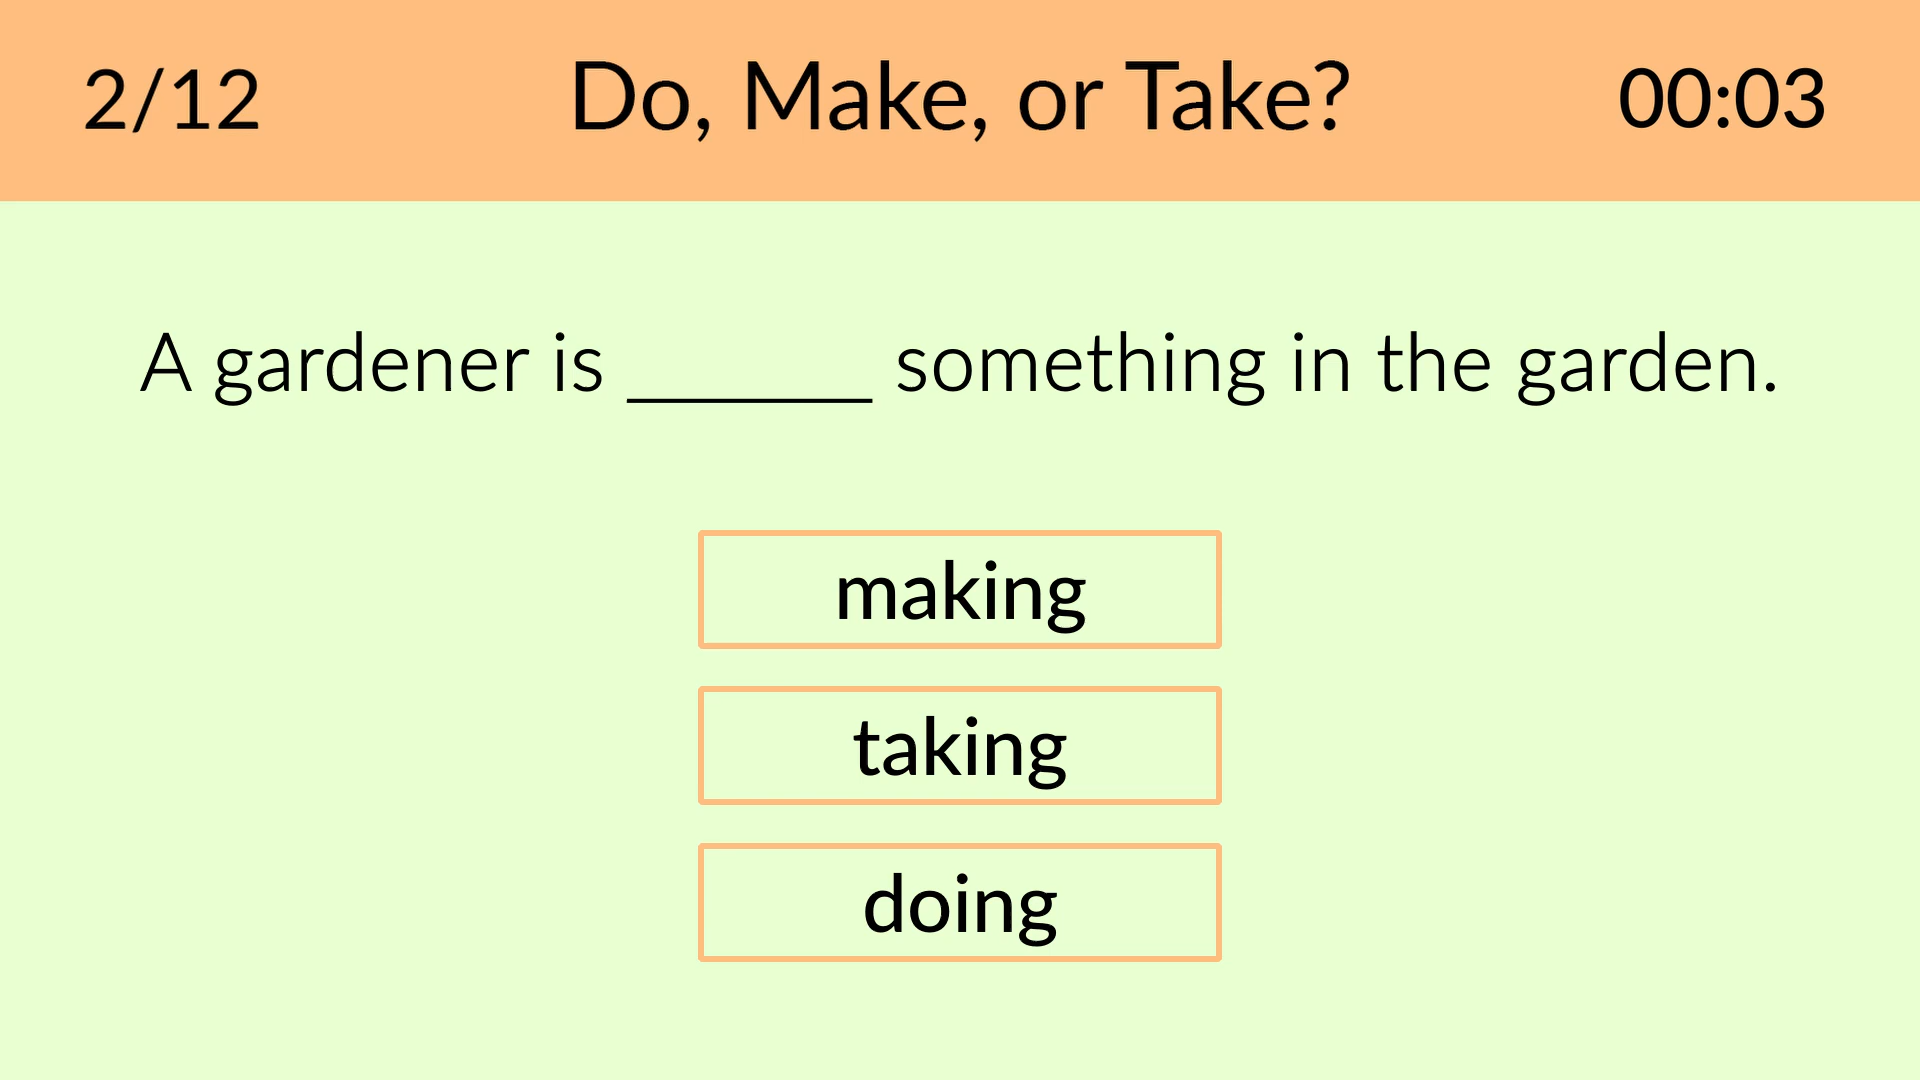 2/12 Do, Make, or Take? 00:03
A gardener is ______ something in the garden.
making
taking
doing